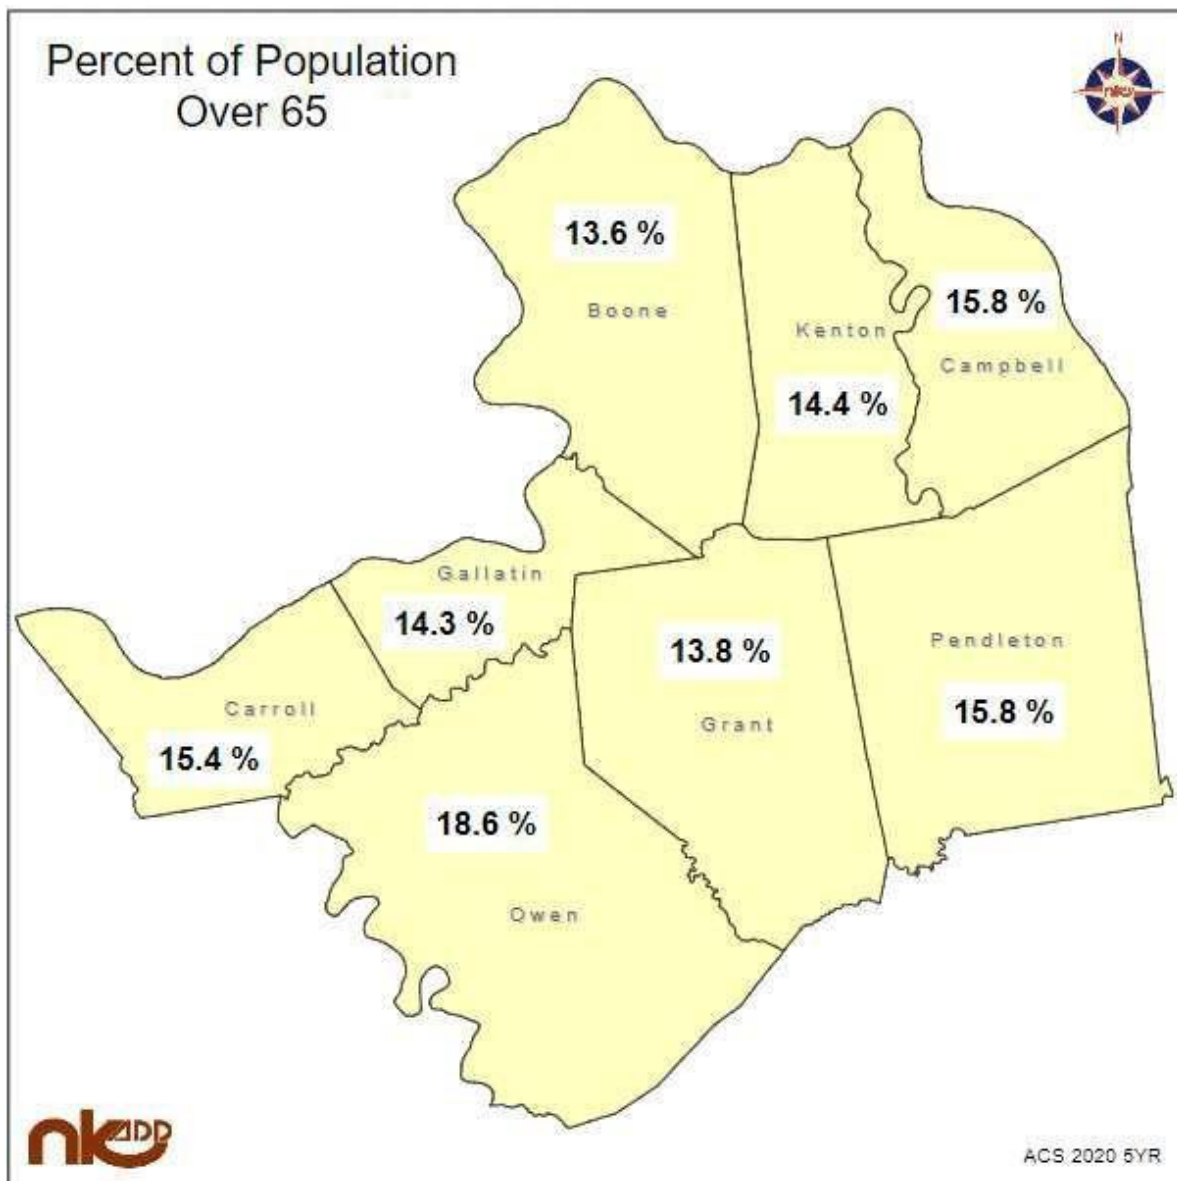 Percent of Population
Over 65
N
nky
13.6 %
Boone
Kenton
14.4 %
15.8 %
Campbell
Gallatin
14.3 %
13.8 %
Grant
Pendleton
15.8 %
Carroll
15.4 %
18.6 %
Owen
nkADD
ACS 2020 5YR